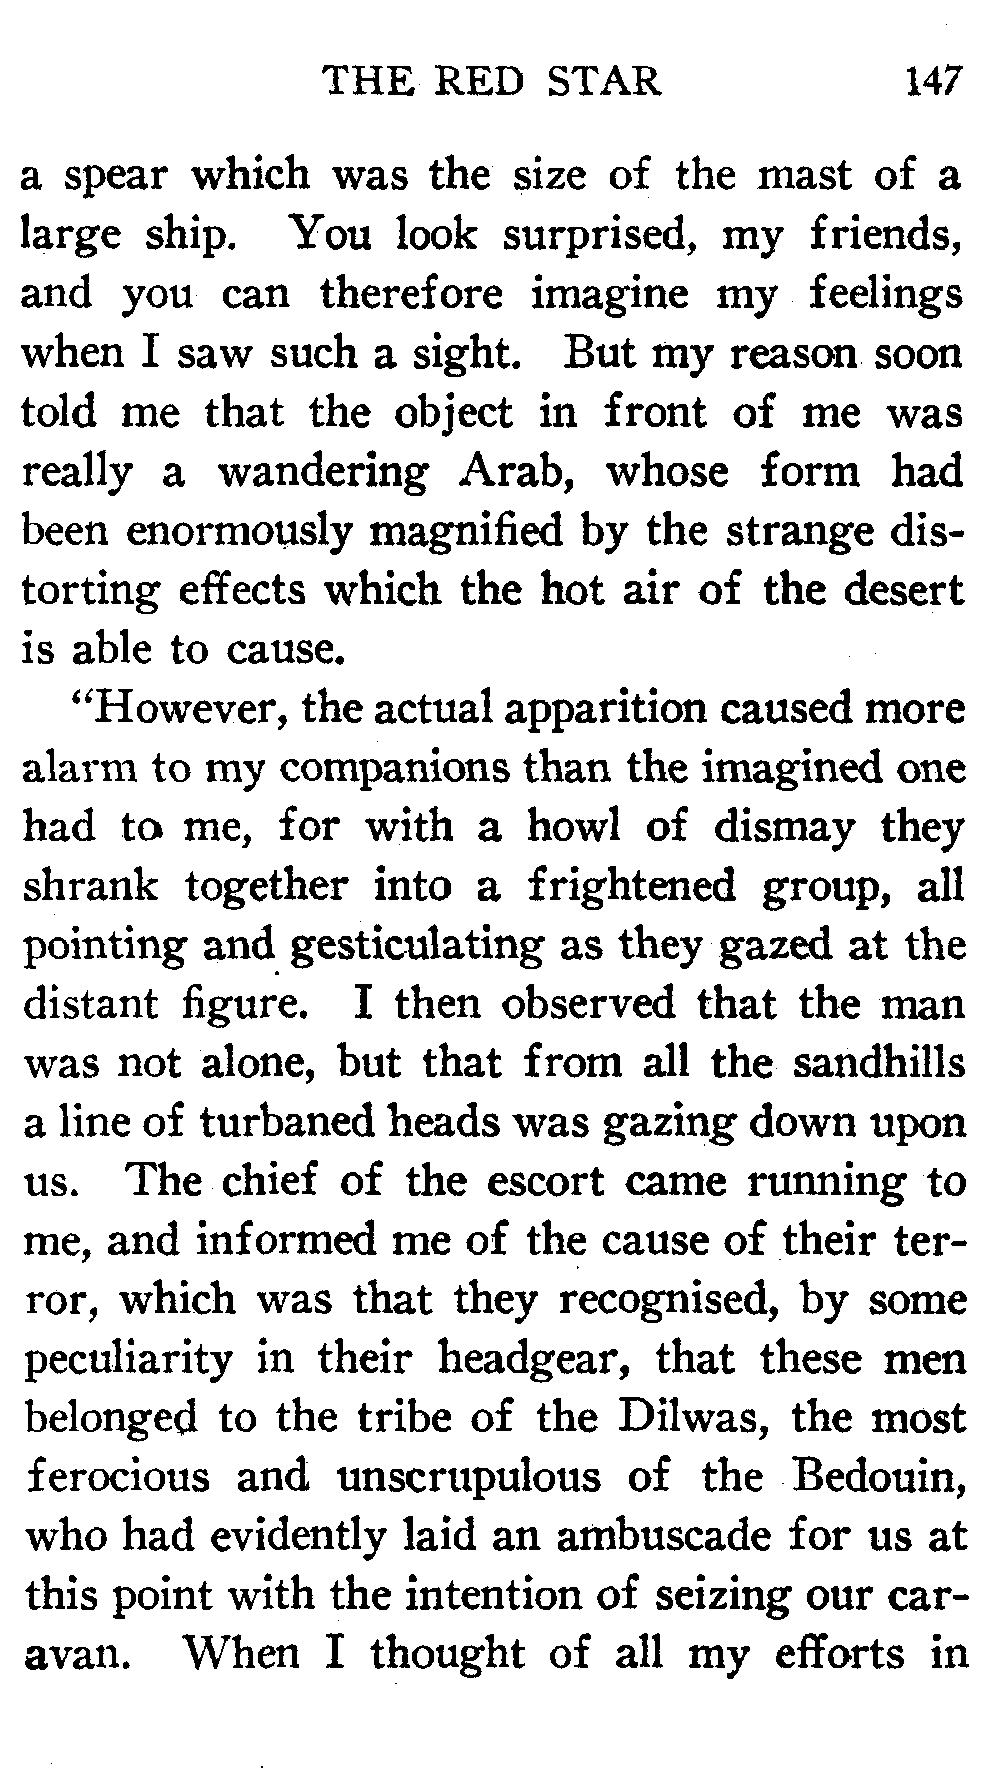 THE RED STAR 147
a spear which was the size of the mast of a
large ship. You look surprised, my friends,
and you can therefore imagine my feelings
when I saw such a sight. But my reason soon
told me that the object in front of me was
really a wandering Arab, whose form had
been enormously magnified by the strange dis-
torting effects which the hot air of the desert
is able to cause.
"However, the actual apparition caused more
alarm to my companions than the imagined one
had to me, for with a howl of dismay they
shrank together into a frightened group, all
pointing and gesticulating as they gazed at the
distant figure. I then observed that the man
was not alone, but that from all the sandhills
a line of turbaned heads was gazing down upon
us. The chief of the escort came running to
me, and informed me of the cause of their ter-
ror, which was that they recognised, by some
peculiarity in their headgear, that these men
belonged to the tribe of the Dilwas, the most
ferocious and unscrupulous of the Bedouin,
who had evidently laid an ambuscade for us at
this point with the intention of seizing our car-
avan. When I thought of all my efforts in